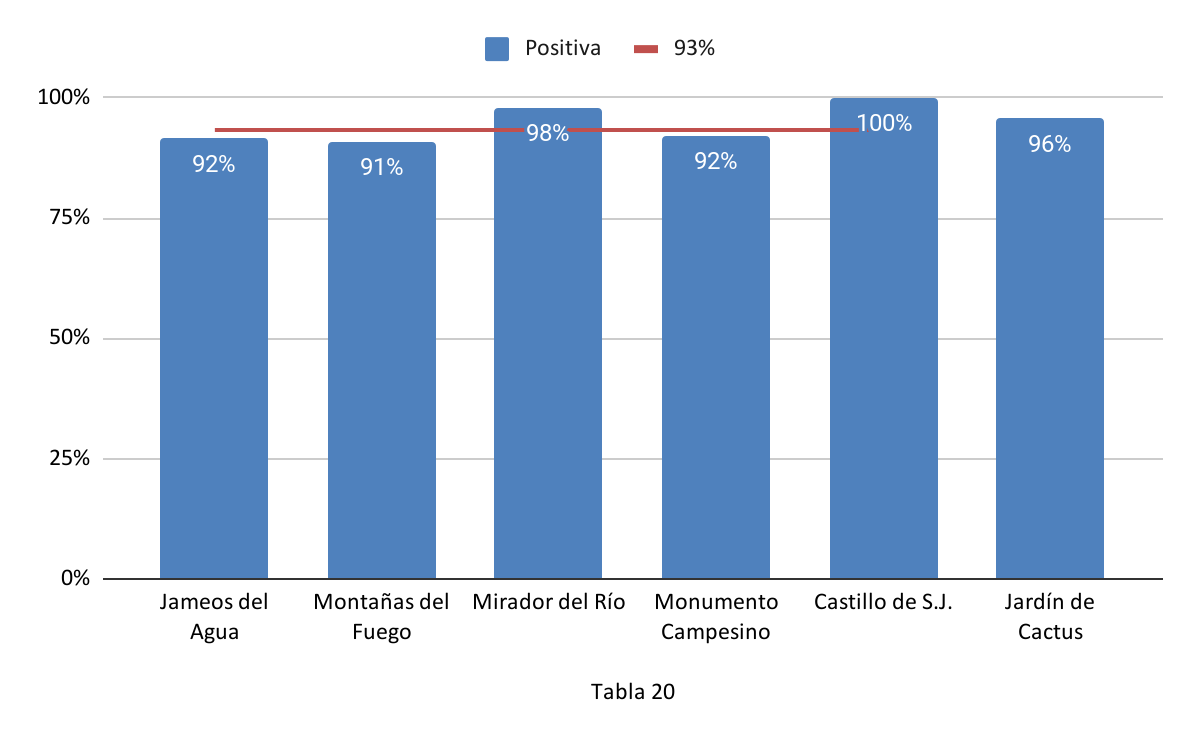 Positiva 93%
100%
75%
50%
25%
0%
92% 91% 98% 92% 100% 96%
Jameos del Montañas del Mirador del Río Monumento Castillo de S.J. Jardín de
Agua Fuego Campesino Cactus
Tabla 20